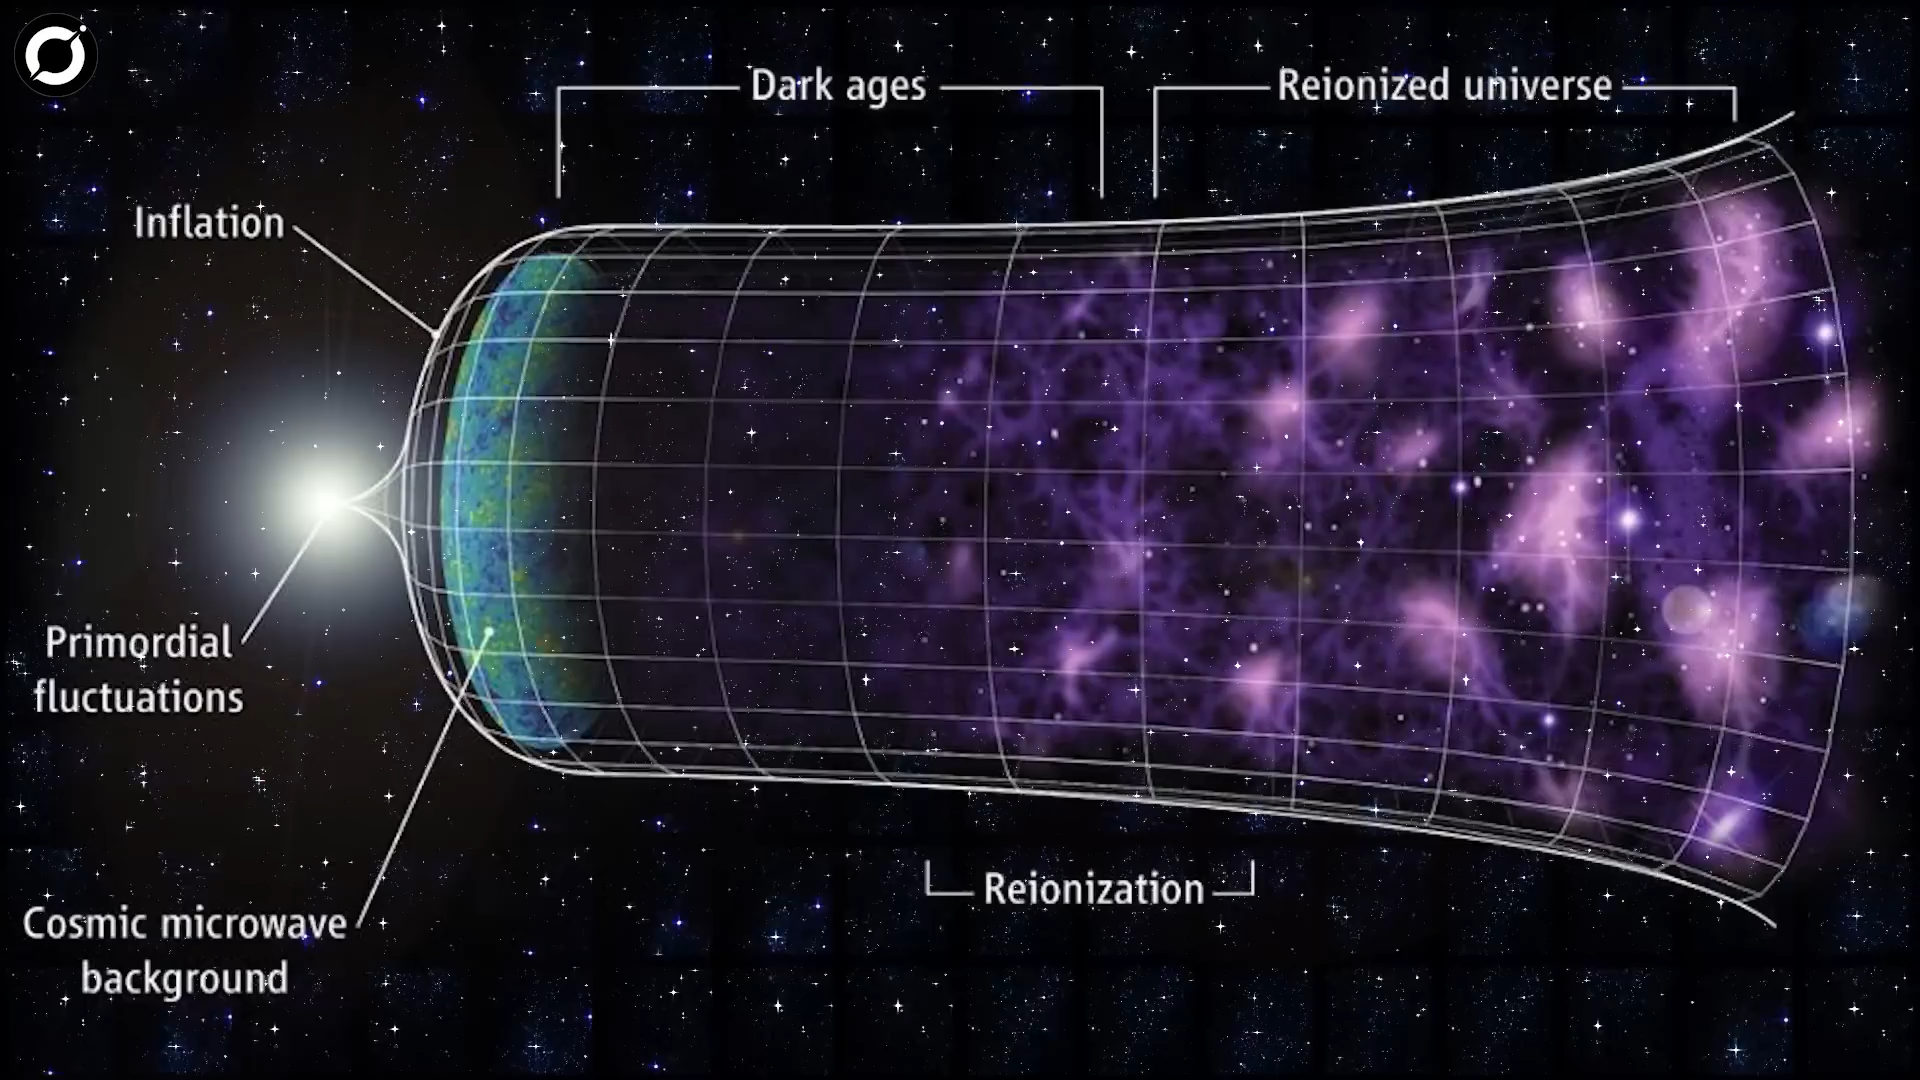 Dark ages
Reionized universe
Inflation
Primordial
fluctuations
Reionization
Cosmic microwave
background